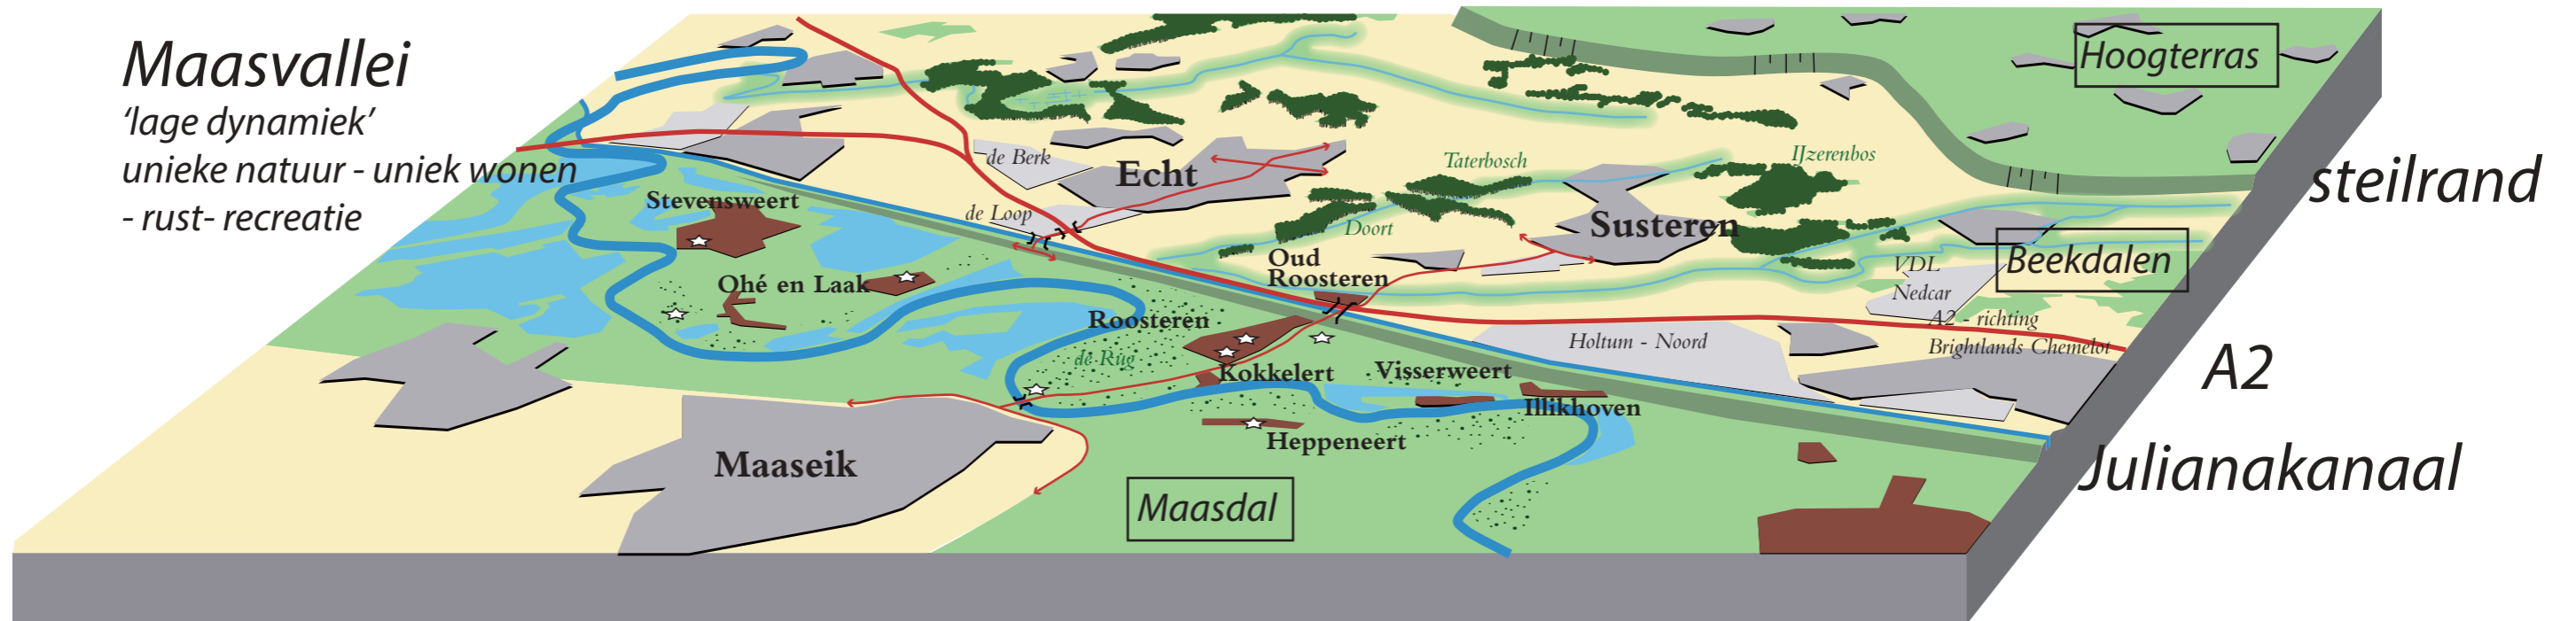 Maasvallei
‘lage dynamiek’
unieke natuur - uniek wonen
- rust- recreatie
Hoogterras
steilrand
Beekdalen
A2
Julianakanaal
Maasdal
de Berk
Echt
de Loop
Taterbosch
IJzerenbos
Doort
Susteren
Stevensweert
Ohé en Laak
Oud
Roosteren
VDL
Nedcar
A2 - richting
Brightlands Chemelot
Roosteren
de Rug
Holtum - Noord
Kokkelert
Visserweert
Illikhoven
Heppeneert
Maaseik